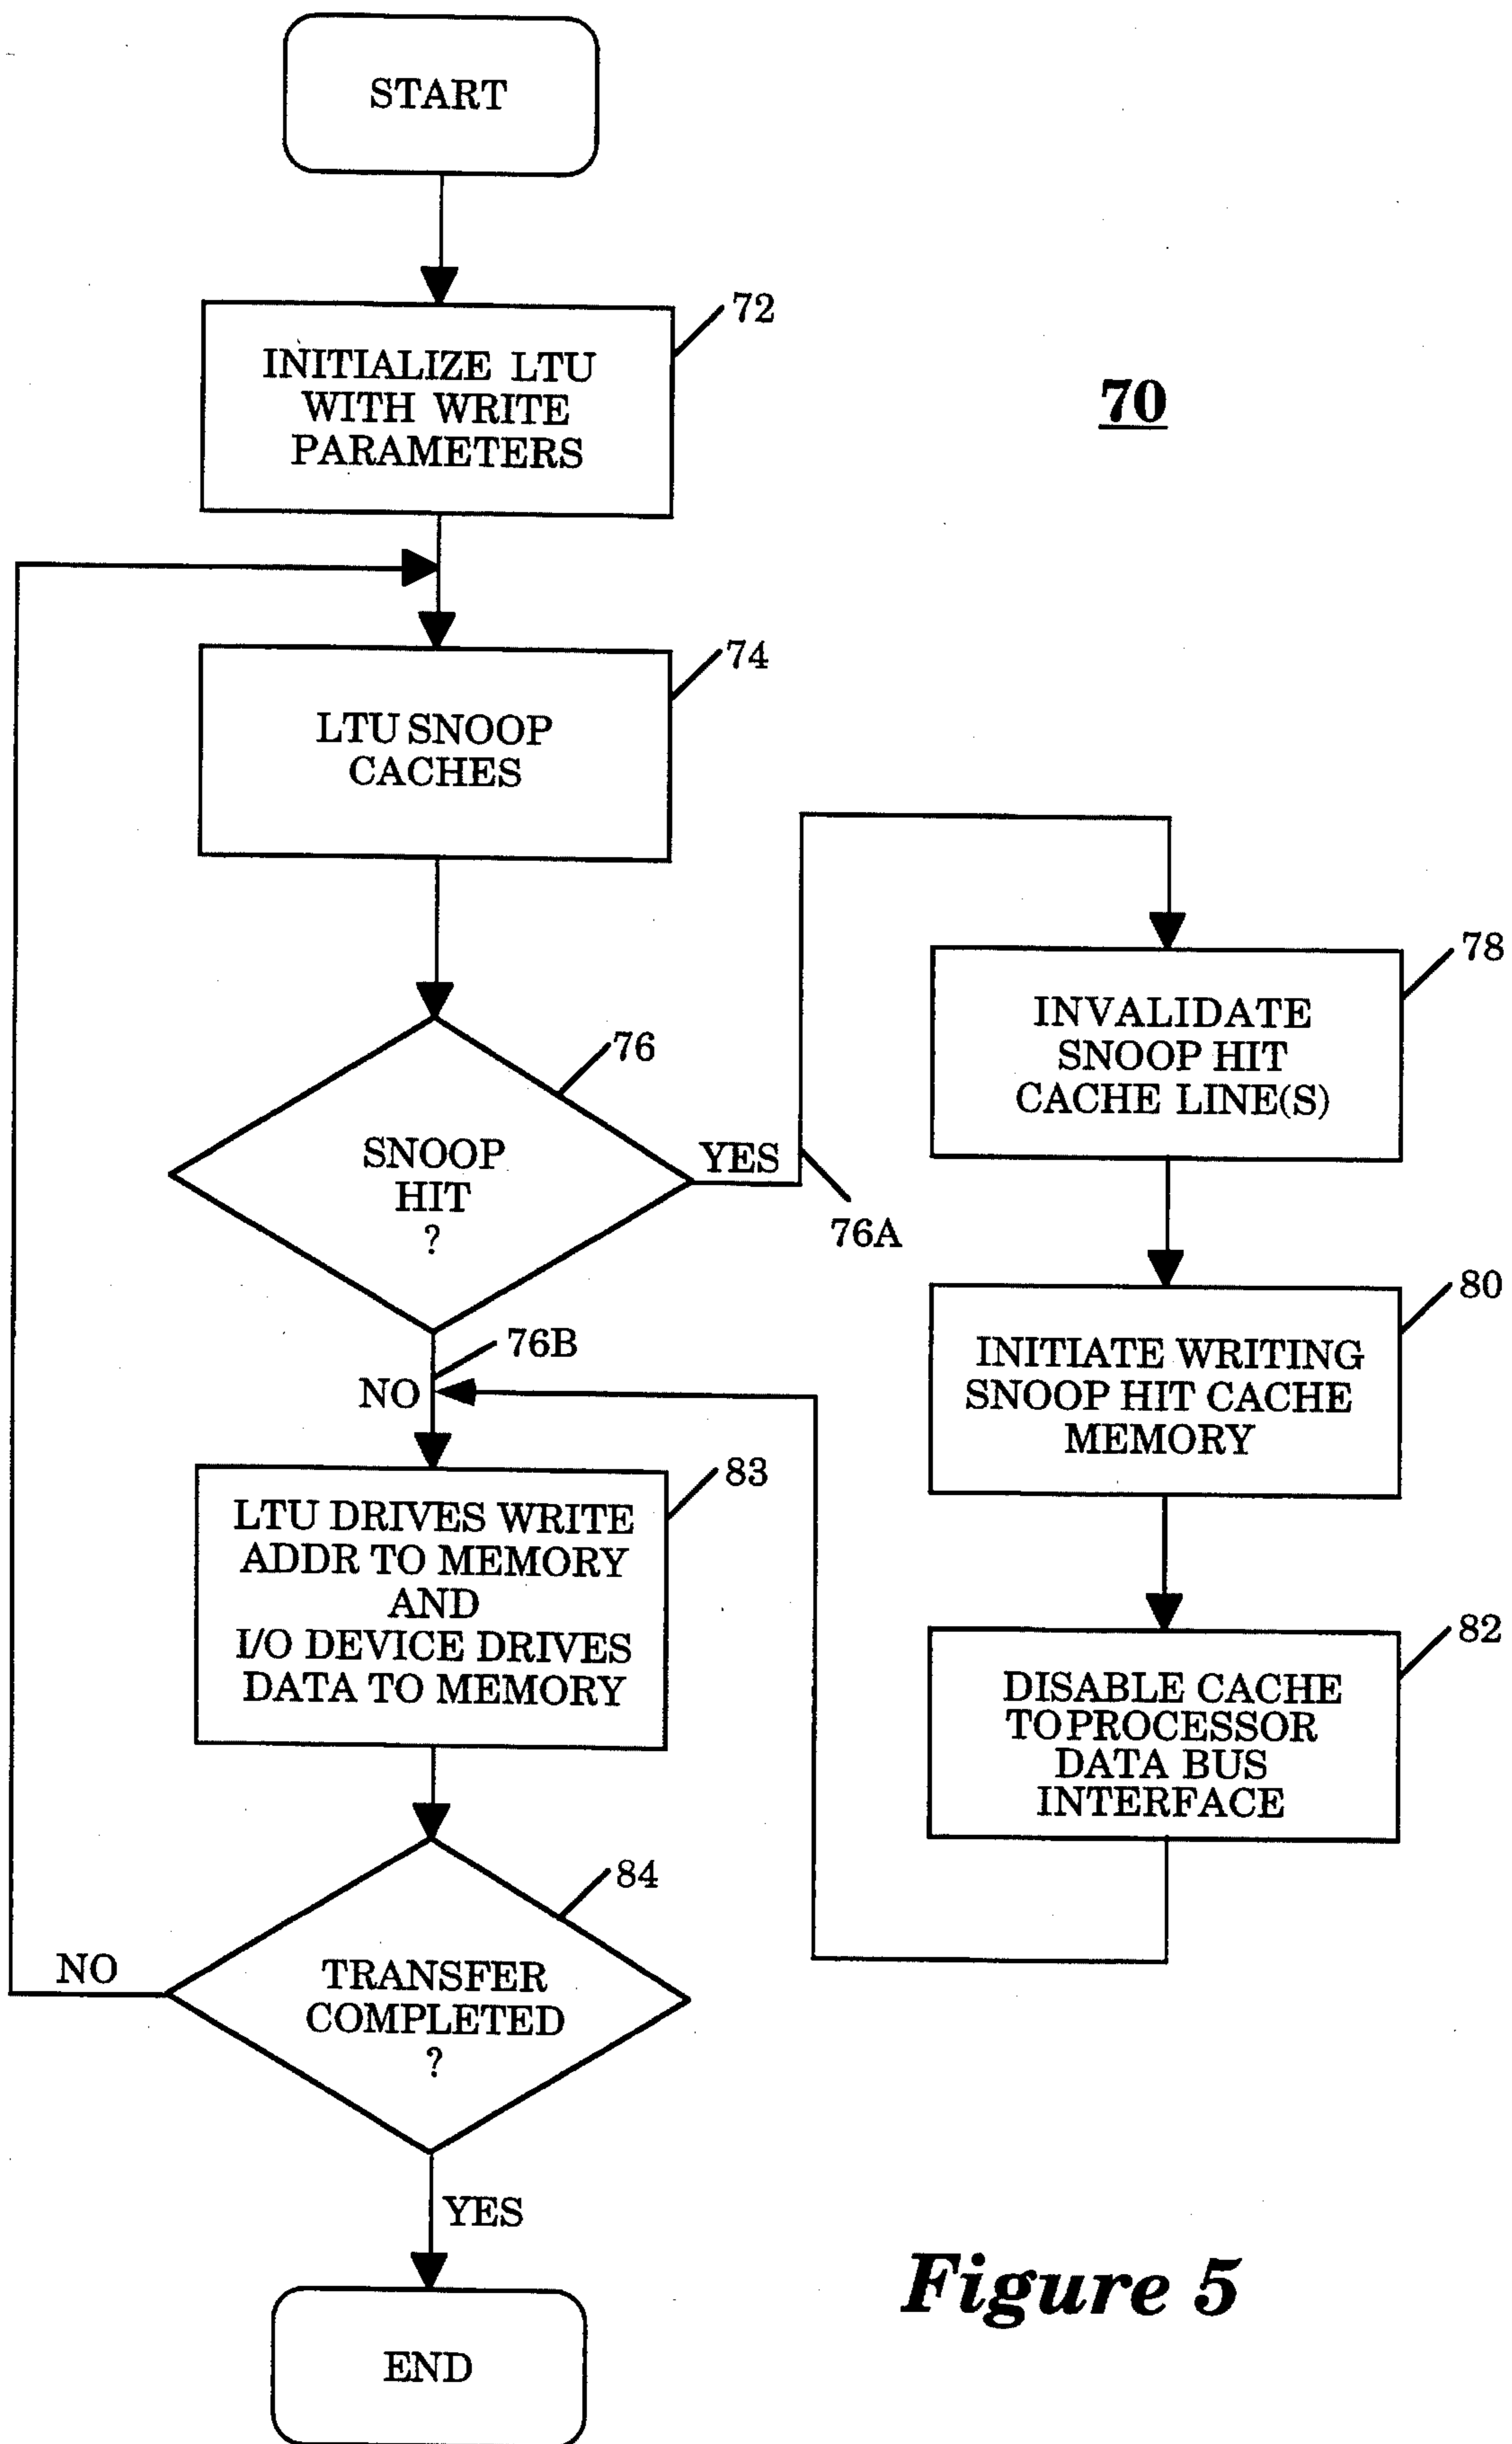 START
72
INITIALIZE LTU
WITH WRITE
PARAMETERS
70
74
LTU SNOOP
CACHES
76
SNOOP
HIT
?
YES
76A
78
INVALIDATE
SNOOP HIT
CACHE LINE(S)
80
INITIATE WRITING
SNOOP HIT CACHE
MEMORY
82
DISABLE CACHE
TO PROCESSOR
DATA BUS
INTERFACE
76B
NO
83
LTU DRIVES WRITE
ADDR TO MEMORY
AND
I/O DEVICE DRIVES
DATA TO MEMORY
84
TRANSFER
COMPLETED
?
NO
YES
END
Figure 5